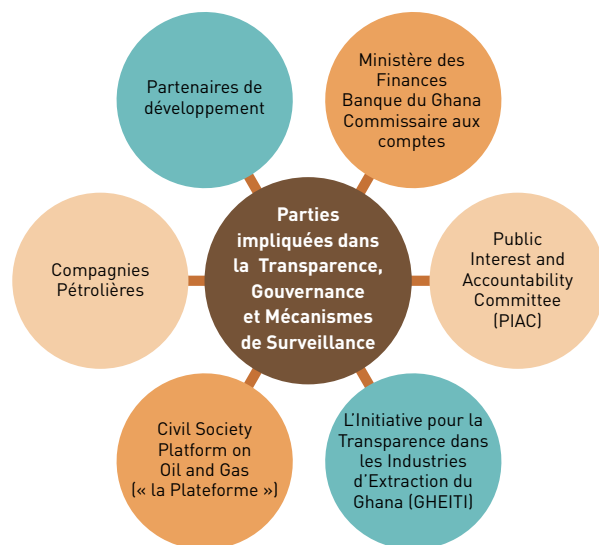 Partenaires de
développement
Ministère des
Finances
Banque du Ghana
Commissaire aux
comptes
Parties
impliquées dans
la Transparence,
Gouvernance
et Mécanismes
de Surveillance
Compagnies
Pétrolières
Public
Interest and
Accountability
Committee
(PIAC)
Civil Society
Platform on
Oil and Gas
(« la Plateforme »)
L'Initiative pour la
Transparence dans
les Industries
d'Extraction du
Ghana (GHEITI)